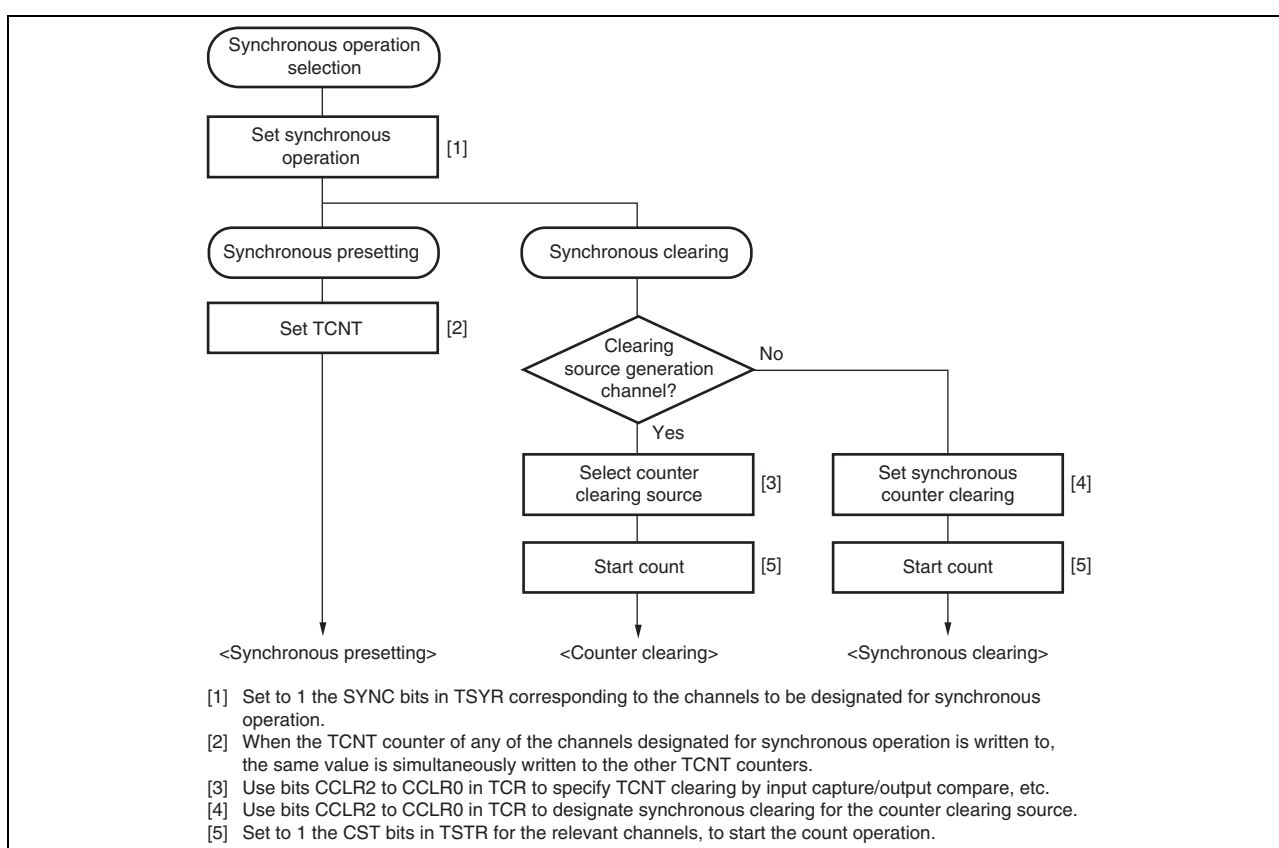 Synchronous operation
selection
Set synchronous
operation
[1]
Synchronous presetting
Synchronous clearing
Set TCNT
[2]
Clearing
source generation
channel?
No
Yes
Select counter
clearing source
[3]
Set synchronous
counter clearing
[4]
Start count
[5]
Start count
[5]
<Synchronous presetting>
<Counter clearing>
<Synchronous clearing>
[1] Set to 1 the SYNC bits in TSYR corresponding to the channels to be designated for synchronous
operation.
[2] When the TCNT counter of any of the channels designated for synchronous operation is written to,
the same value is simultaneously written to the other TCNT counters.
[3] Use bits CCLR2 to CCLR0 in TCR to specify TCNT clearing by input capture/output compare, etc.
[4] Use bits CCLR2 to CCLR0 in TCR to designate synchronous clearing for the counter clearing source.
[5] Set to 1 the CST bits in TSTR for the relevant channels, to start the count operation.